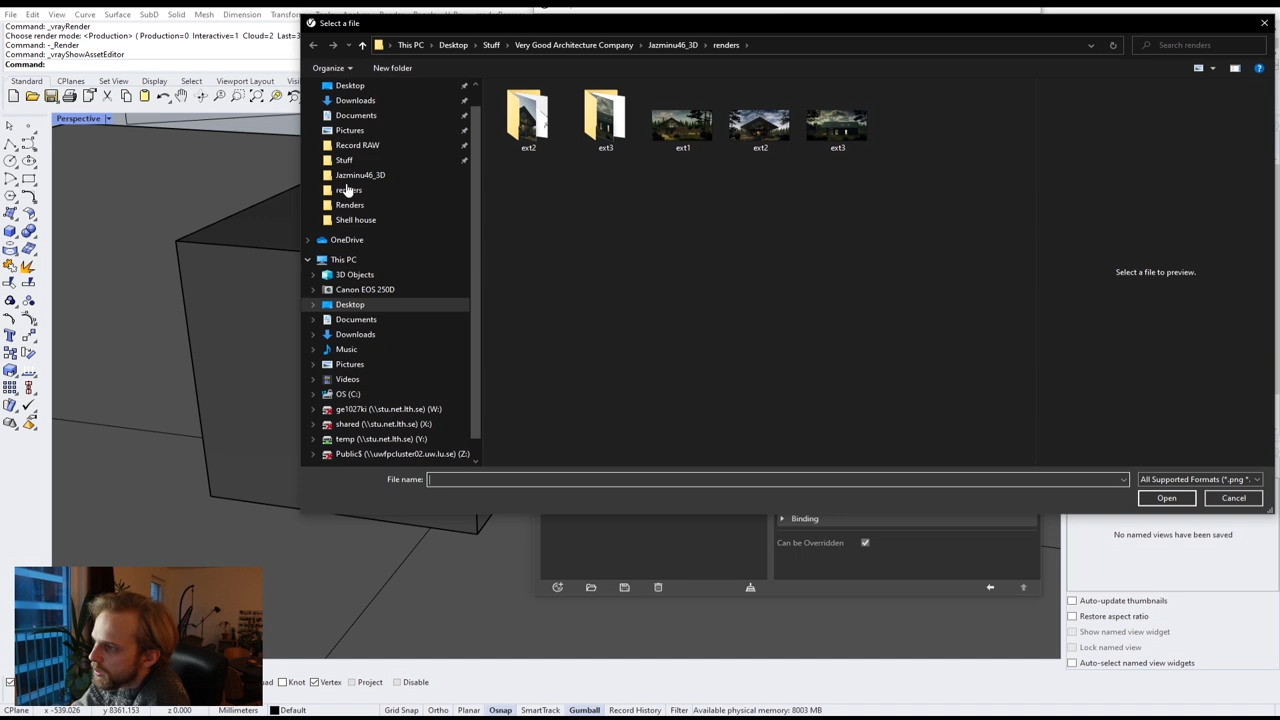 File Edit View Curve Surface SubD Solid Mesh Dimension
Command: _vrayRender
Choose render mode: <Production> ( Production=0 Interactive=1 Cloud=2
Command: -_Render
Command: _vrayShowAssetEditor
Command:
Standard CPlanes Set View Display Select Viewport Layout
Perspective
Select a file
This PC Desktop Stuff Very Good Architecture Company Jazminu46_3D renders
Search renders
Organize New folder
Desktop
Downloads
Documents
Pictures
Record RAW
Stuff
Jazminu46_3D
renders
Renders
Shell house
OneDrive
This PC
3D Objects
Canon EOS 250D
Desktop
Documents
Downloads
Music
Pictures
Videos
OS (C:)
ge1027ki (\\stu.net.lth.se) (W:)
shared (\\stu.net.lth.se) (X:)
temp (\\stu.net.lth.se) (Y:)
Public$ (\\uwfpcluster02.uw.lu.se) (Z:)
ext2 ext3 ext1 ext2 ext3
Select a file to preview.
File name: All Supported Formats (*.png *.
Open Cancel
Binding
Can be Overridden
No named views have been saved
Auto-update thumbnails
Restore aspect ratio
Show named view widget
Lock named view
Auto-select named view widgets
Knot Vertex Project Disable
CPlane x -539.026 y 8361,153 z 0.000 Millimeters Default Grid Snap Ortho Planar Osnap SmartTrack Gumball Record History Filter Available physical memory: 8003 MB